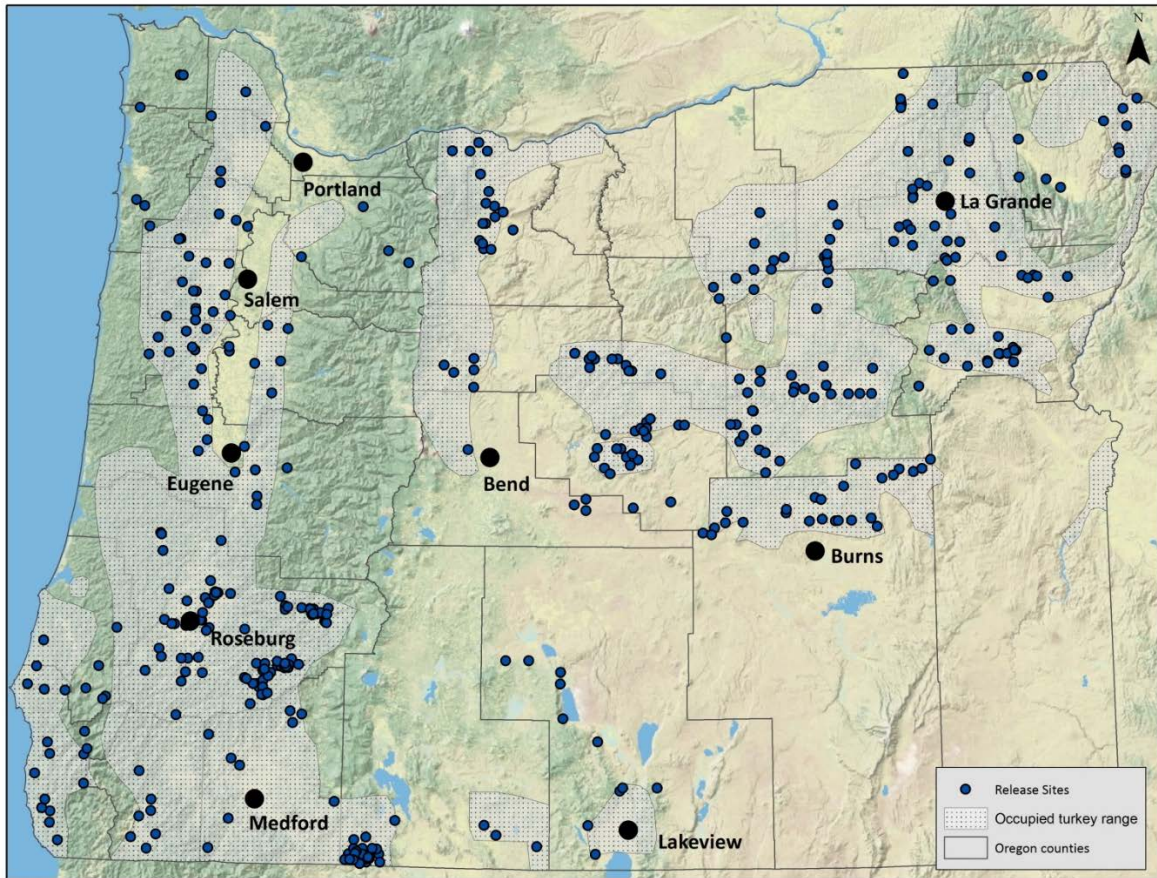 N
Portland
La Grande
Salem
Eugene
Bend
Burns
Roseburg
Medford
Lakeview
Release Sites
Occupied turkey range
Oregon counties